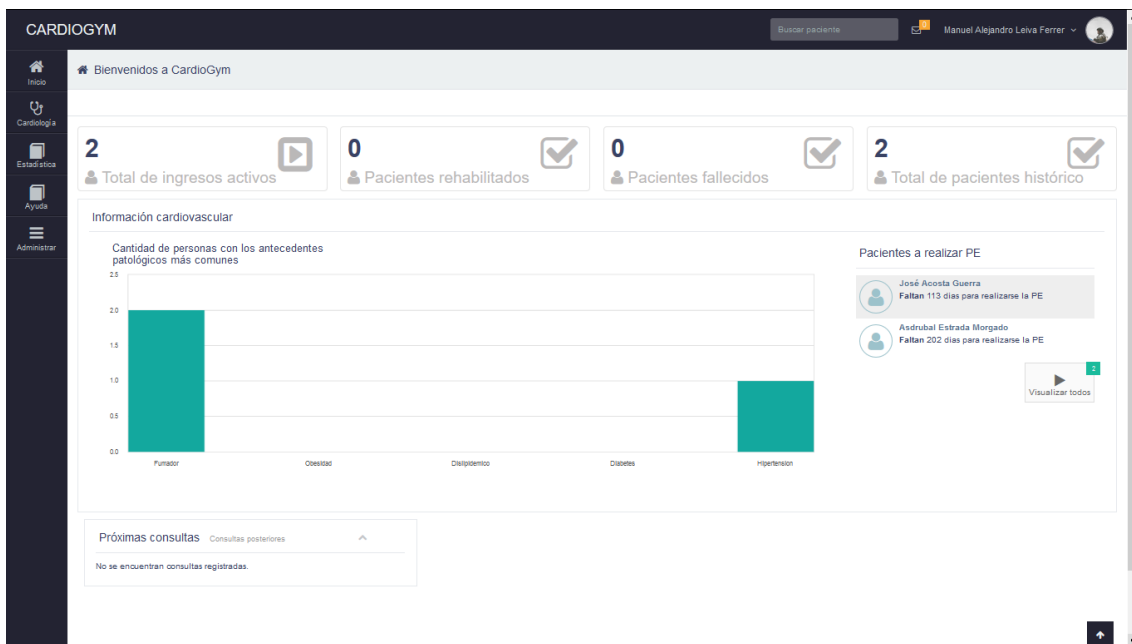 CARDIOGYM
Buscar paciente
0
Manuel Alejandro Leiva Ferrer
Inicio
Cardiología
Estadística
Ayuda
Administrar
Bienvenidos a CardioGym
2
Total de ingresos activos
0
Pacientes rehabilitados
0
Pacientes fallecidos
2
Total de pacientes histórico
Información cardiovascular
Cantidad de personas con los antecedentes
patológicos más comunes
2.5
2.0
1.5
1.0
0.5
0.0
Fumador
Obesidad
Dislipidemico
Diabetes
Hipertension
Pacientes a realizar PE
José Acosta Guerra
Faltan 113 dias para realizarse la PE
Asdrubal Estrada Morgado
Faltan 202 dias para realizarse la PE
2
Visualizar todos
Próximas consultas Consultas posteriores
No se encuentran consultas registradas.